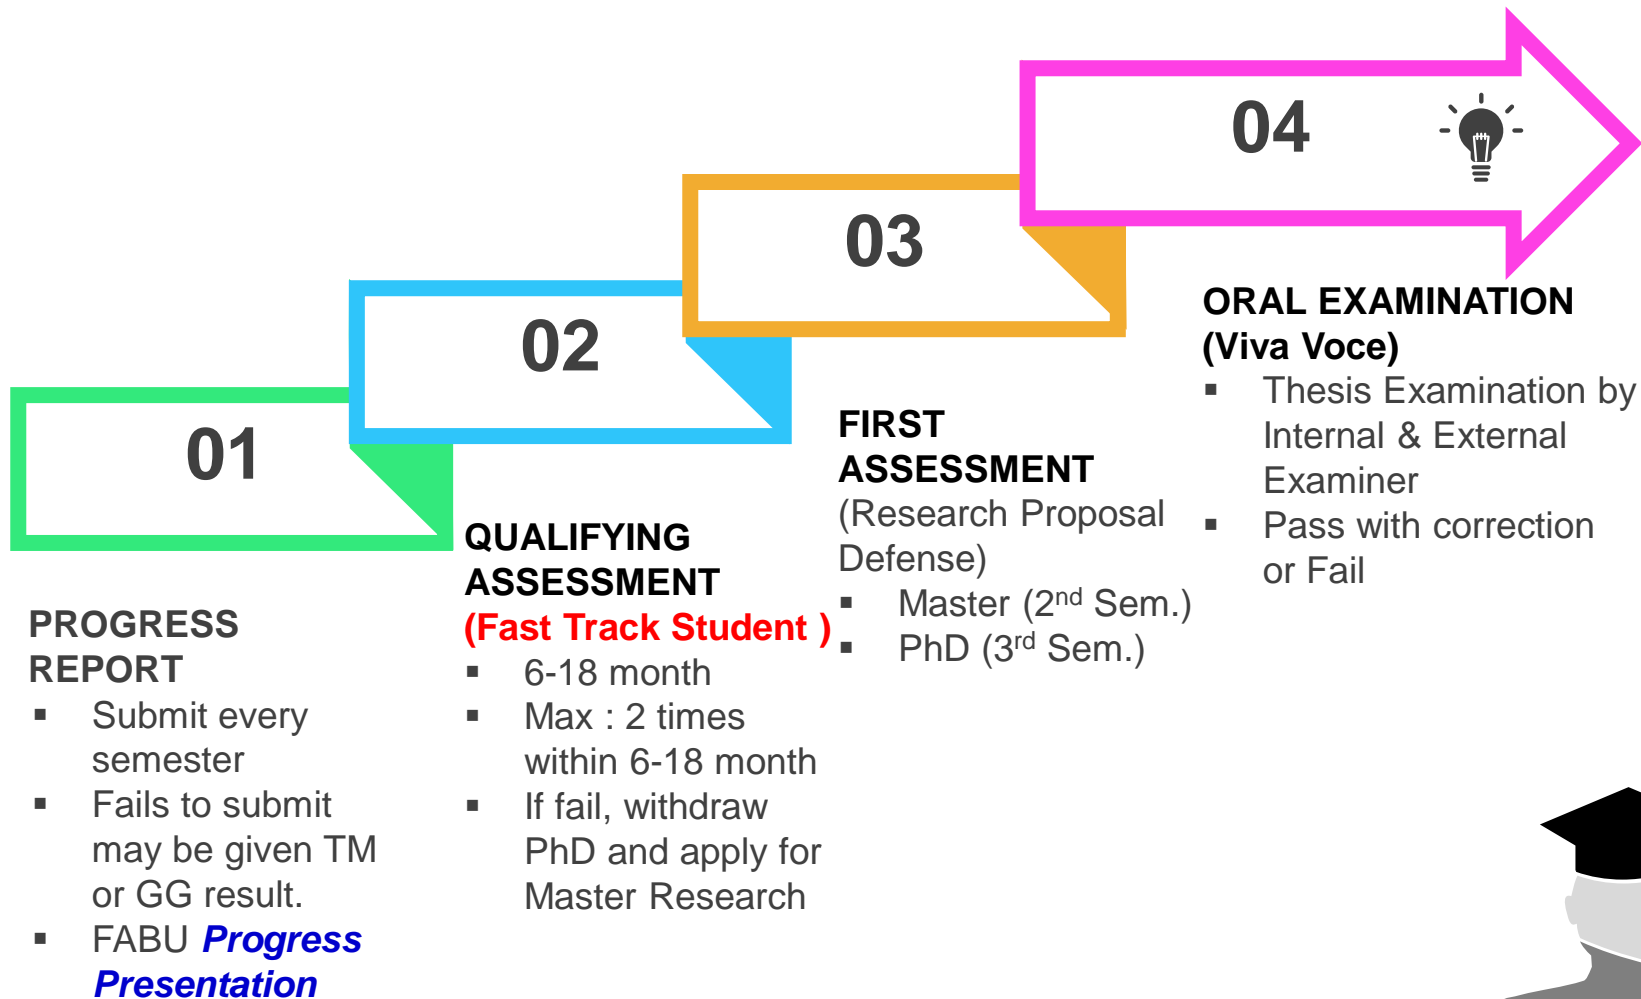 01
PROGRESS
REPORT
▪ Submit every
semester
▪ Fails to submit
may be given TM
or GG result.
▪ FABU Progress
Presentation
02
QUALIFYING
ASSESSMENT
(Fast Track Student )
▪ 6-18 month
▪ Max : 2 times
within 6-18 month
▪ If fail, withdraw
PhD and apply for
Master Research
03
FIRST
ASSESSMENT
(Research Proposal
Defense)
▪ Master (2nd Sem.)
▪ PhD (3rd Sem.)
04
ORAL EXAMINATION
(Viva Voce)
▪ Thesis Examination by
Internal & External
Examiner
▪ Pass with correction
or Fail